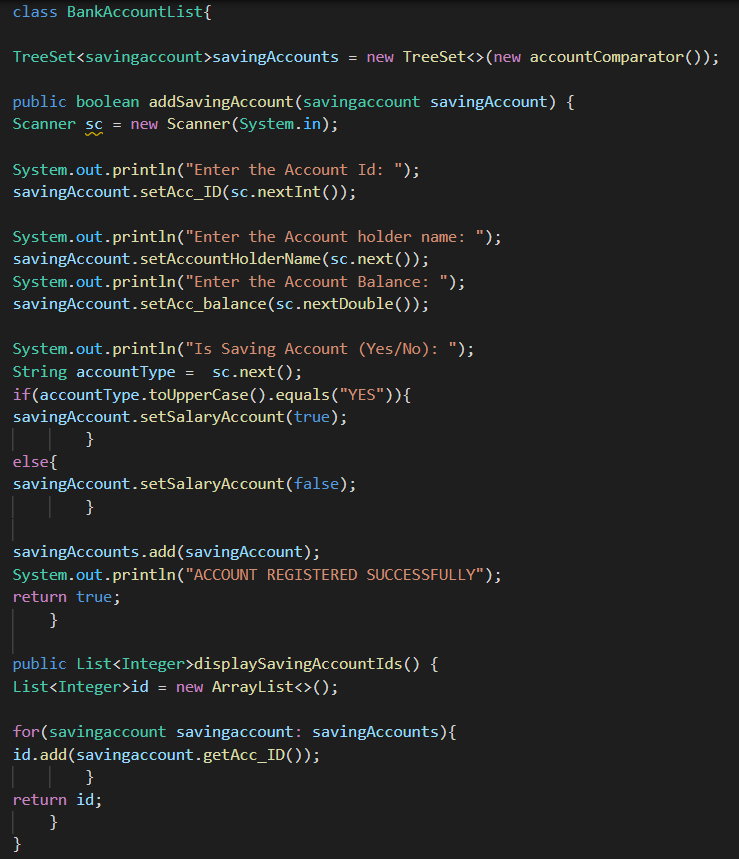 class BankAccountList{
TreeSet<savingaccount>savingAccounts = new TreeSet<>(new accountComparator());
public boolean addSavingAccount(savingaccount savingAccount) {
Scanner sc = new Scanner(System.in);
System.out.println("Enter the Account Id: ");
savingAccount.setAcc_ID(sc.nextInt());
System.out.println("Enter the Account holder name: ");
savingAccount.setAccountHolderName(sc.next());
System.out.println("Enter the Account Balance: ");
savingAccount.setAcc_balance(sc.nextDouble());
System.out.println("Is Saving Account (Yes/No): ");
String accountType =  sc.next();
if(accountType.toUpperCase().equals("YES")){
savingAccount.setSalaryAccount(true);
        }
else{
savingAccount.setSalaryAccount(false);
        }
savingAccounts.add(savingAccount);
System.out.println("ACCOUNT REGISTERED SUCCESSFULLY");
return true;
    }
public List<Integer>displaySavingAccountIds() {
List<Integer>id = new ArrayList<>();
for(savingaccount savingaccount: savingAccounts){
id.add(savingaccount.getAcc_ID());
        }
return id;
    }
}